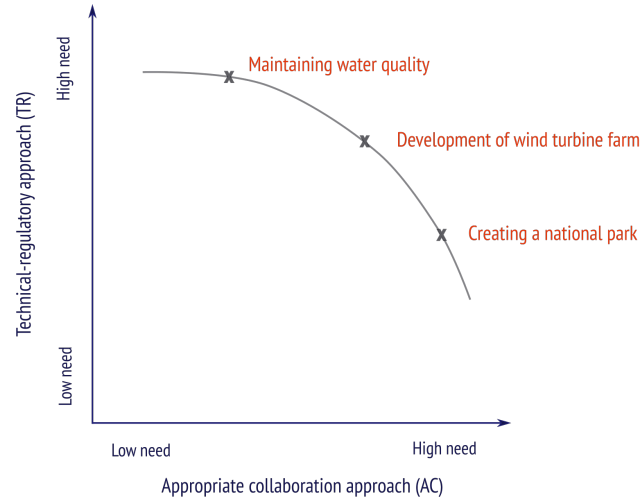 High need
Maintaining water quality
Development of wind turbine farm
Technical-regulatory approach (TR)
Creating a national park
Low need
Low need
High need
Appropriate collaboration approach (AC)